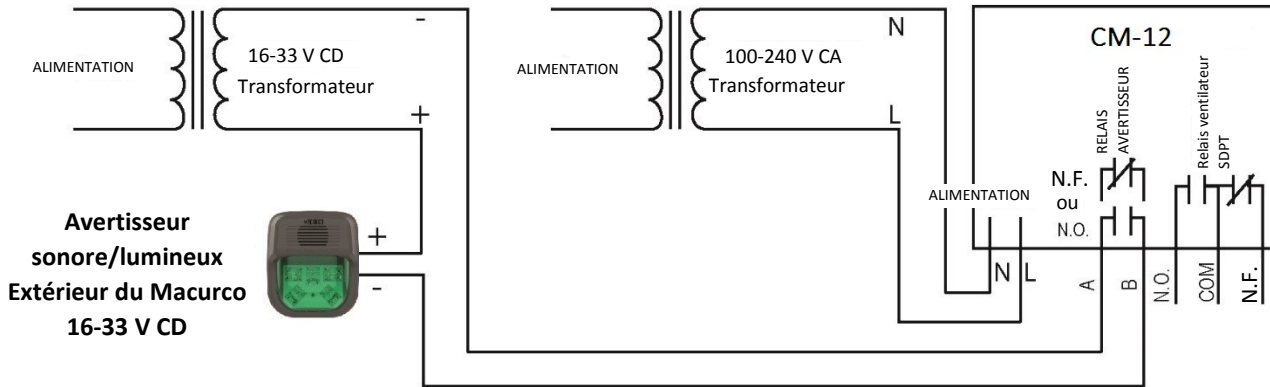 ALIMENTATION
16-33 V CD
Transformateur
-
+
ALIMENTATION
100-240 V CA
Transformateur
N
L
CM-12
RELAIS
AVERTISSEUR
Relais ventilateur
SDPT
ALIMENTATION
N.F.
ou
N.O.
N
L
A
B
N.O.
COM
N.F.
Avertisseur
sonore/lumineux
Extérieur du Macurco
16-33 V CD
+
-